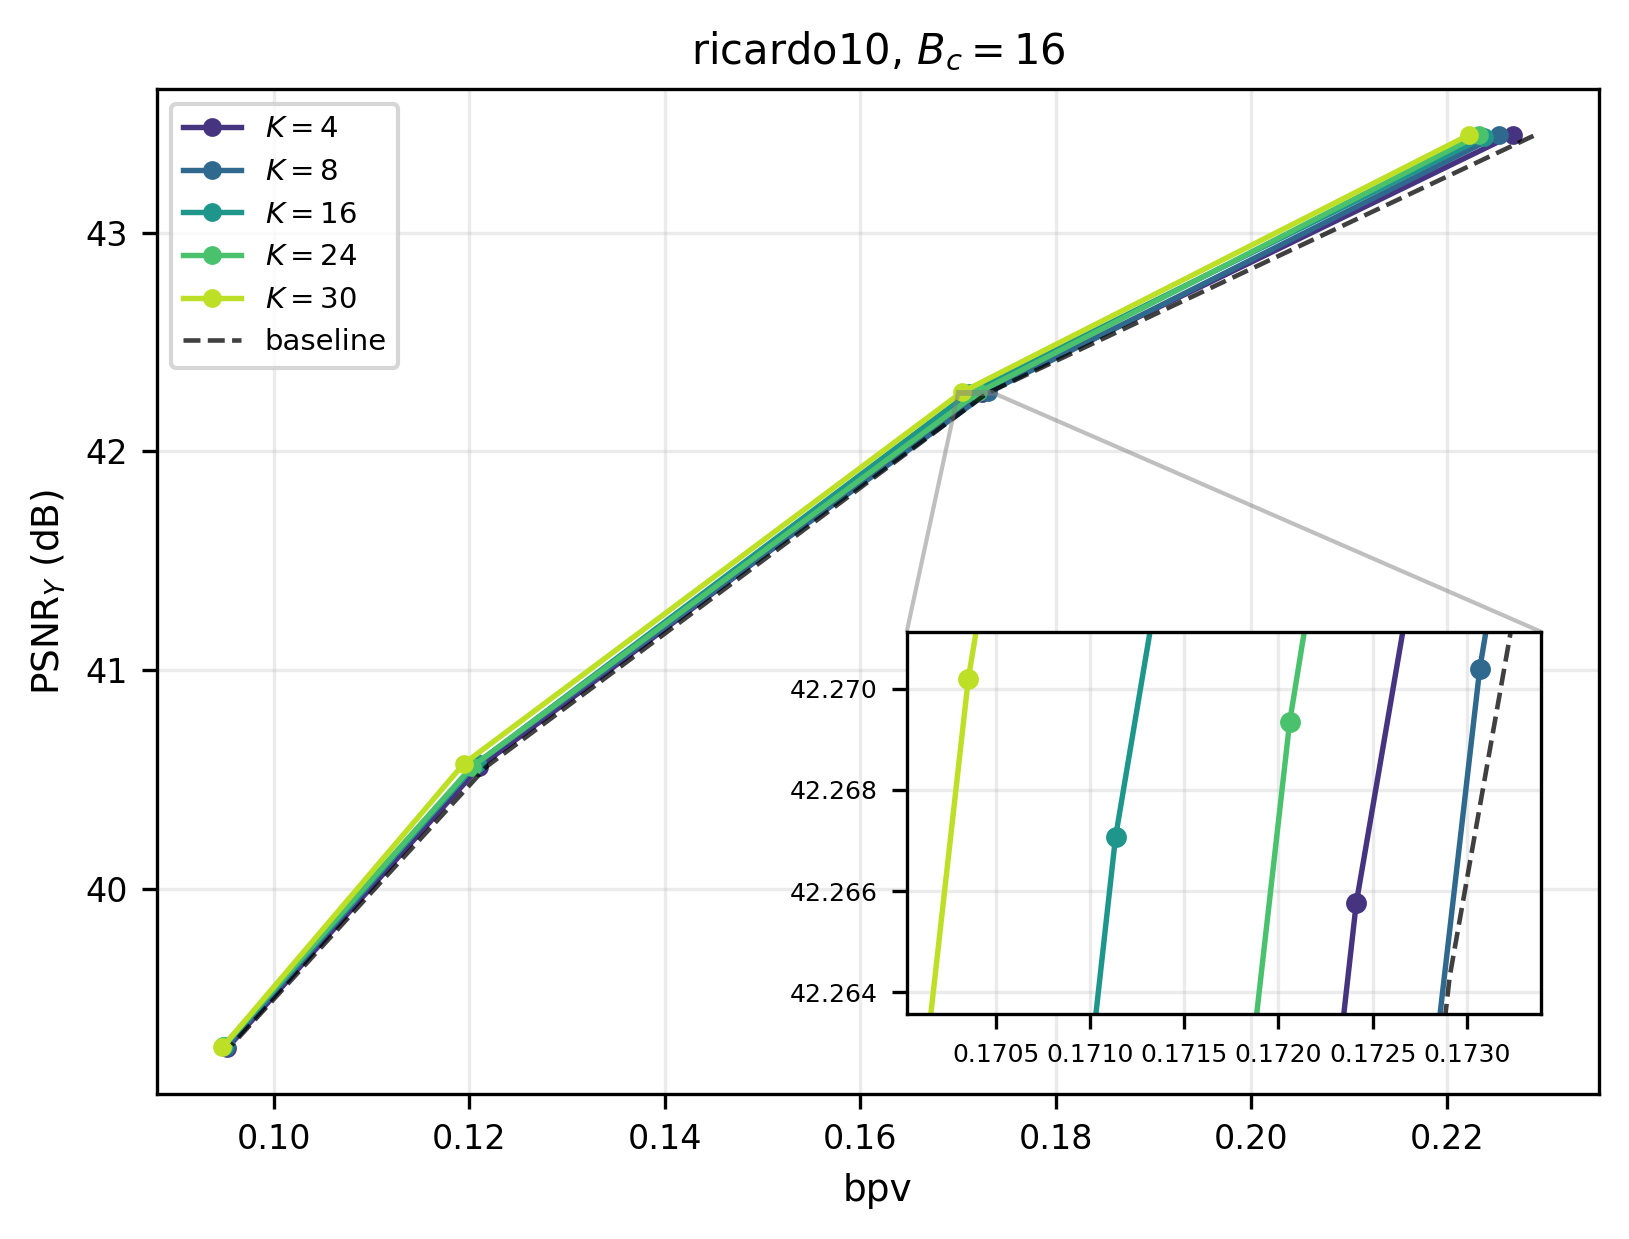 ricardo10, $B_c = 16$
K = 4
K = 8
K = 16
K = 24
K = 30
baseline
PSNR$_Y$ (dB)
43
42
41
40
42.270
42.268
42.266
42.264
0.1705 0.1710 0.1715 0.1720 0.1725 0.1730
0.10 0.12 0.14 0.16 0.18 0.20 0.22
bpv